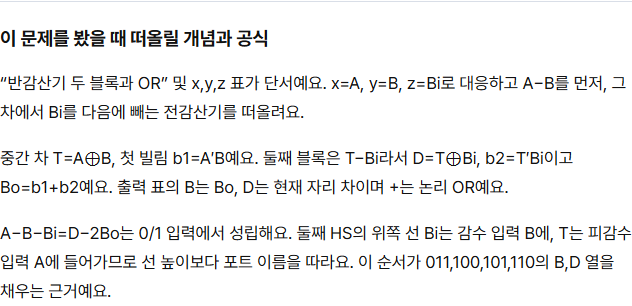 이 문제를 봤을 때 떠올릴 개념과 공식
“반감산기 두 블록과 OR” 및 x,y,z 표가 단서예요. x=A, y=B, z=Bi로 대응하고 A−B를 먼저, 그
차에서 Bi를 다음에 빼는 전감산기를 떠올려요.
중간 차 T=A⊕B, 첫 빌림 b1=A′B예요. 둘째 블록은 T−Bi라서 D=T⊕Bi, b2=T′Bi이고
Bo=b1+b2예요. 출력 표의 B는 Bo, D는 현재 자리 차이며 +는 논리 OR예요.
A−B−Bi=D−2Bo는 0/1 입력에서 성립해요. 둘째 HS의 위쪽 선 Bi는 감수 입력 B에, T는 피감수
입력 A에 들어가므로 선 높이보다 포트 이름을 따라요. 이 순서가 011,100,101,110의 B,D 열을
채우는 근거예요.